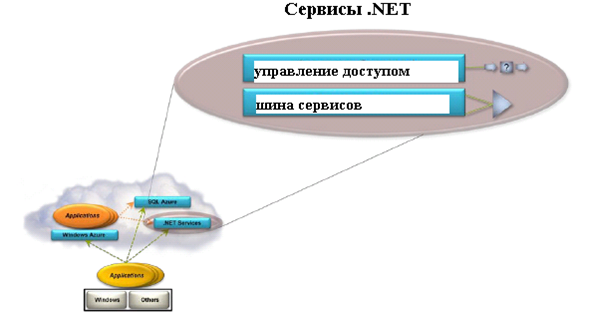 Сервисы .NET
управление доступом
?
шина сервисов
SQL Azure
Applications
.NET Services
Windows Azure
Applications
Windows
Others